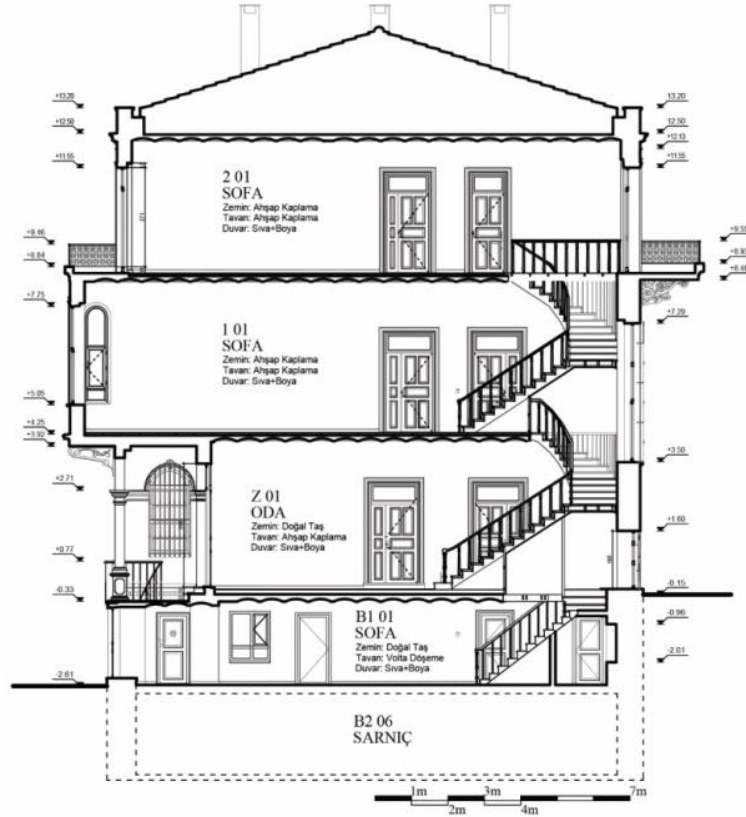 +13.20
+12.50
+11.55
+9.46
+8.64
+7.75
+5.05
+4.25
+3.92
+2.71
+0.77
-0.33
-2.61
2 01
SOFA
Zemin: Ahşap Kaplama
Tavan: Ahşap Kaplama
Duvar: Sıva+Boya
1 01
SOFA
Zemin: Ahşap Kaplama
Tavan: Ahşap Kaplama
Duvar: Sıva+Boya
Z 01
ODA
Zemin: Doğal Taş
Tavan: Ahşap Kaplama
Duvar: Sıva+Boya
B1 01
SOFA
Zemin: Doğal Taş
Tavan: Volta Döşeme
Duvar: Sıva+Boya
B2 06
SARNIÇ
13.20
12.50
+12.13
+11.55
+9.55
+7.29
+3.50
+1.60
-0.15
-0.96
-2.01
1m 3m 7m
2m 4m